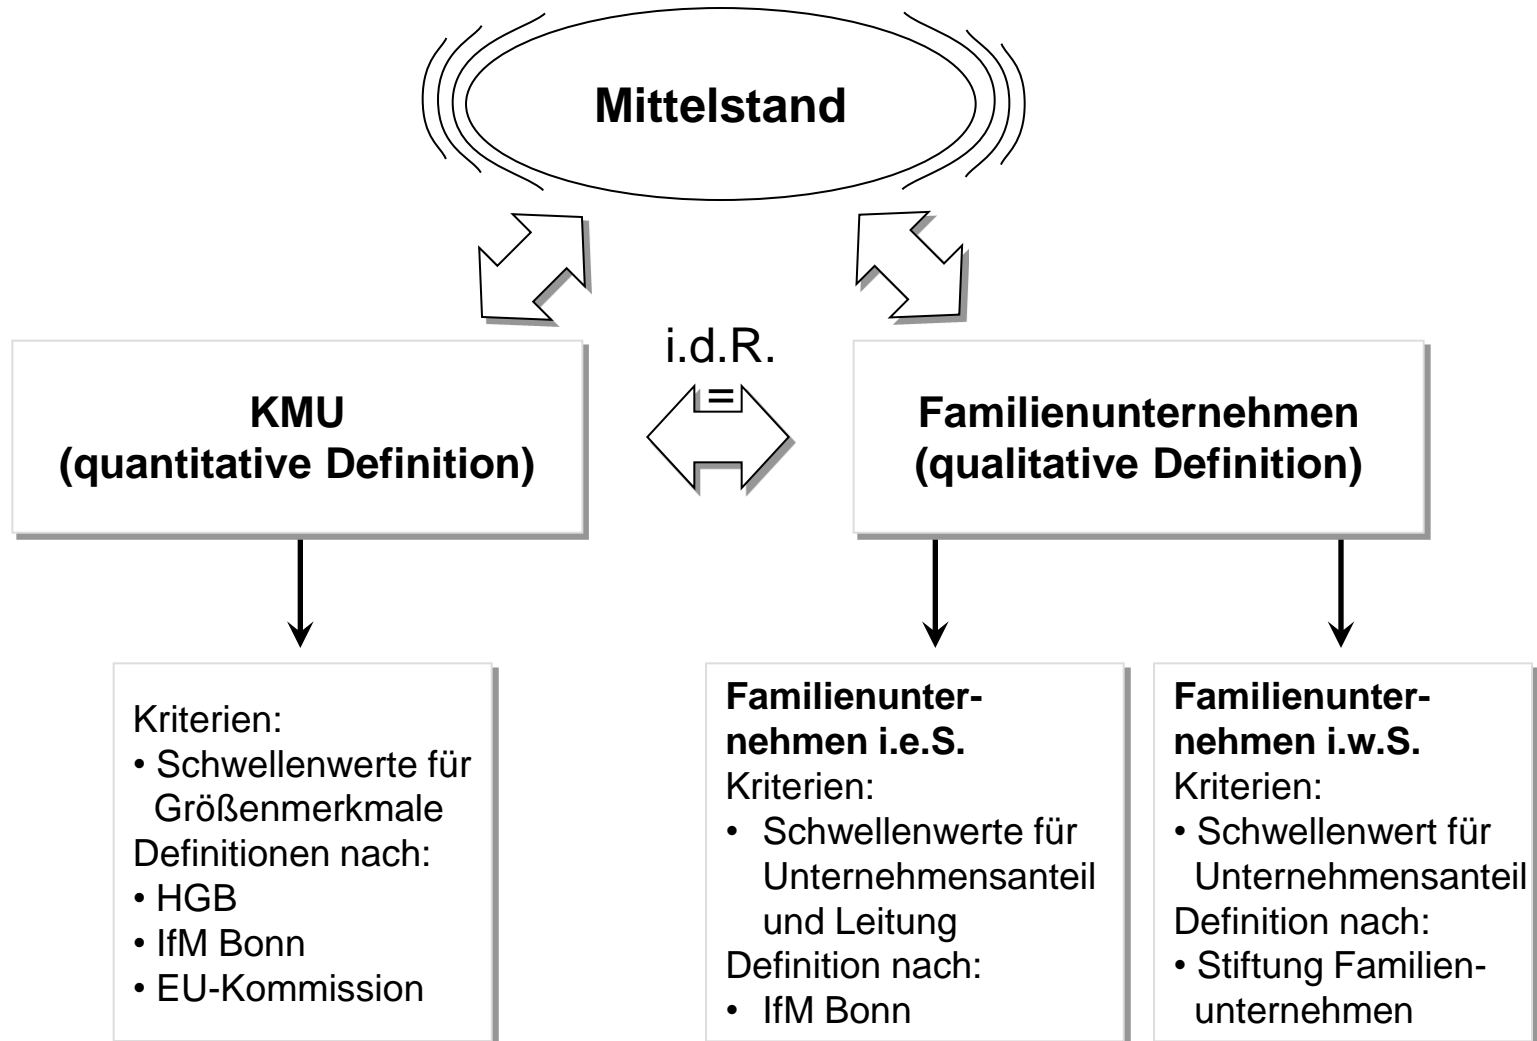 Mittelstand
i.d.R.
=
KMU
(quantitative Definition)
Familienunternehmen
(qualitative Definition)
Kriterien:
• Schwellenwerte für
Größenmerkmale
Definitionen nach:
• HGB
• IfM Bonn
• EU-Kommission
Familienunter-
nehmen i.e.S.
Kriterien:
• Schwellenwerte für
Unternehmensanteil
und Leitung
Definition nach:
• IfM Bonn
Familienunter-
nehmen i.w.S.
Kriterien:
• Schwellenwert für
Unternehmensanteil
Definition nach:
• Stiftung Familien-
unternehmen